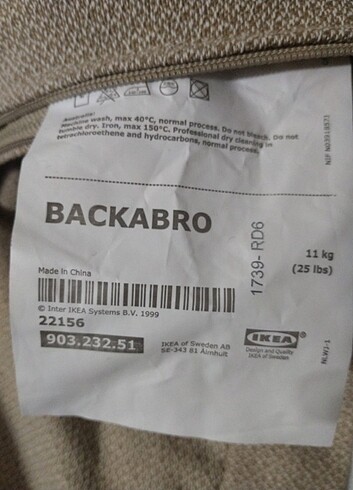 Australia:
Machine wash, max 40°C, normal process. Do not bleach. Do not
tumble dry. Iron, max 150°C. Professional dry cleaning in
tetrachloroethene and hydrocarbons, normal process.
BACKABRO
1739- RD6
11 kg
(25 lbs)
Made in China
© Inter IKEA Systems B.V. 1999
22156
903.232.51
IKEA of Sweden AB
SE-343 81 Älmhult
IKEA®
Design and Quality
IKEA of Sweden
NLWJ-1